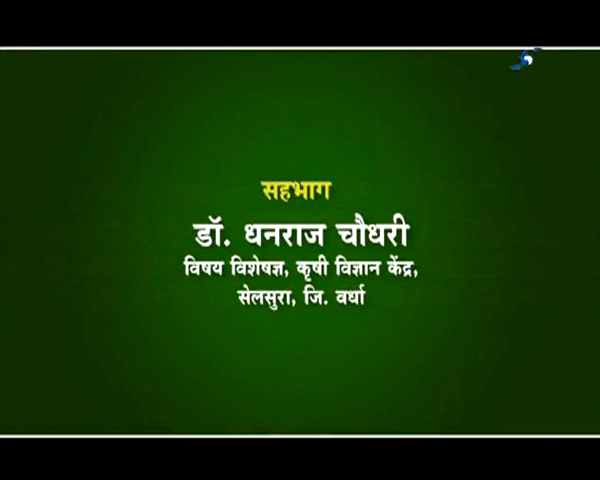 सहभाग
डॉ. धनराज चौधरी
विषय विशेषज्ञ, कृषी विज्ञान केंद्र,
सेलसुरा, जि. वर्धा